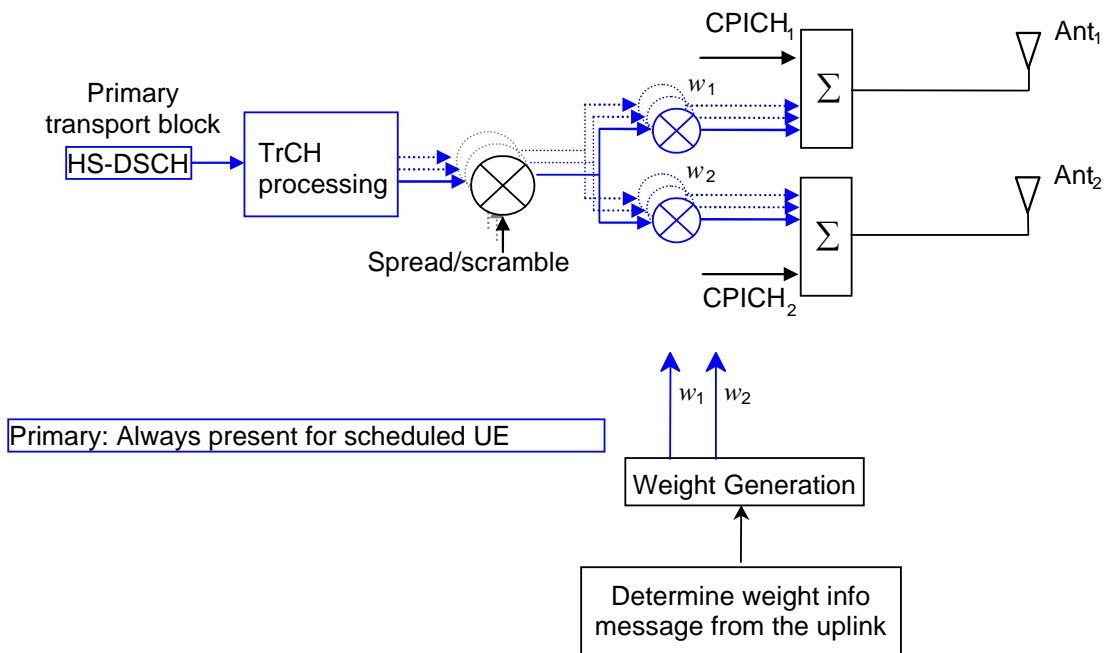 CPICH1
Ant1
Primary
transport block
HS-DSCH
TrCH
processing
w1
Σ
w2
Ant2
Σ
Spread/scramble
CPICH2
w1
w2
Primary: Always present for scheduled UE
Weight Generation
Determine weight info
message from the uplink